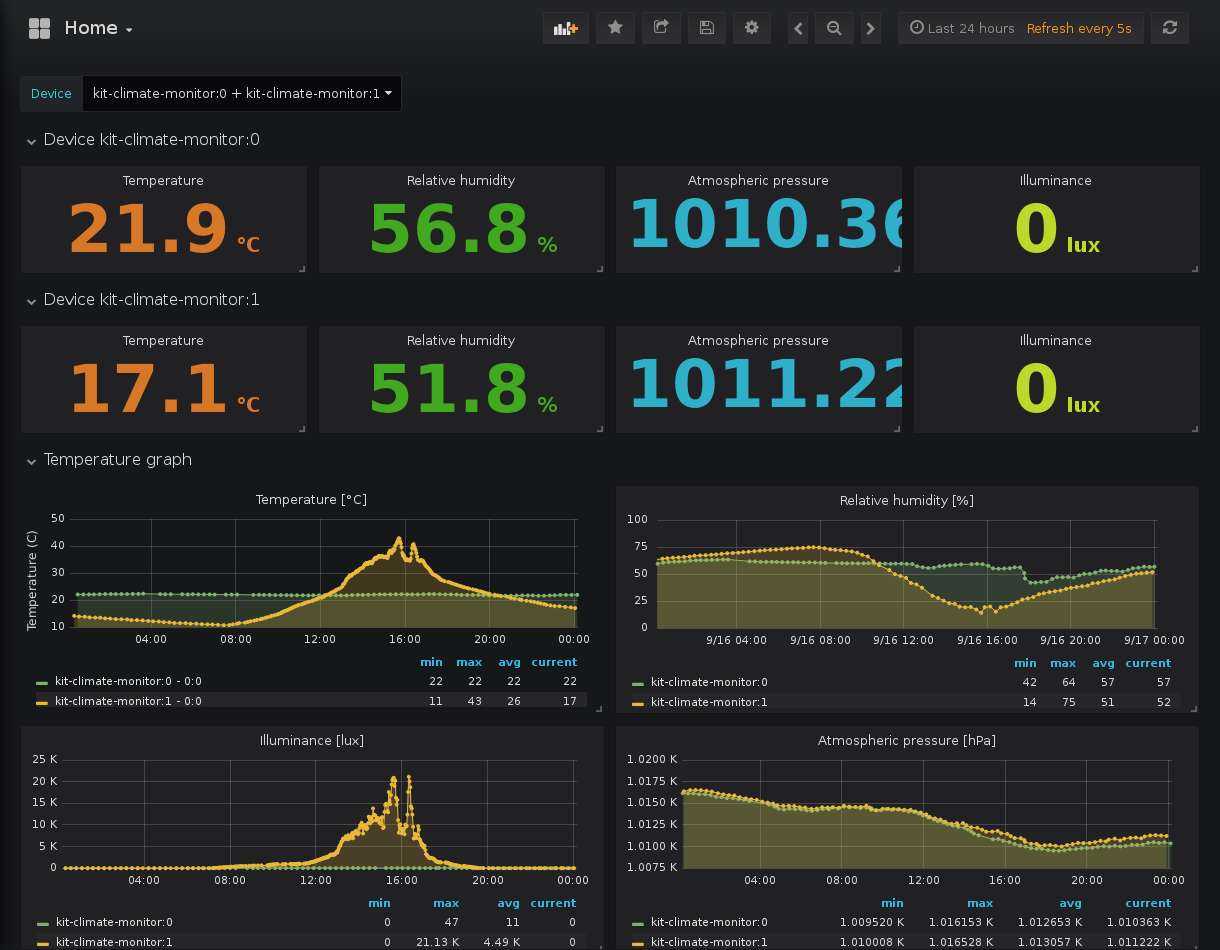 Home
Last 24 hours Refresh every 5s
Device kit-climate-monitor:0 + kit-climate-monitor:1
Device kit-climate-monitor:0
Temperature Relative humidity Atmospheric pressure Illuminance
21.9 °C 56.8 % 1010.36 0 lux
Device kit-climate-monitor:1
Temperature Relative humidity Atmospheric pressure Illuminance
17.1 °C 51.8 % 1011.22 0 lux
Temperature graph
Temperature [°C]
Temperature (C)
50
40
30
20
10
04:00 08:00 12:00 16:00 20:00 00:00
min max avg current
kit-climate-monitor:0 - 0:0 22 22 22 22
kit-climate-monitor:1 - 0:0 11 43 26 17
Relative humidity [%]
100
75
50
25
0
9/16 04:00 9/16 08:00 9/16 12:00 9/16 16:00 9/16 20:00 9/17 00:00
min max avg current
kit-climate-monitor:0 42 64 57 57
kit-climate-monitor:1 14 75 51 52
Illuminance [lux]
25 K
20 K
15 K
10 K
5 K
0
04:00 08:00 12:00 16:00 20:00 00:00
min max avg current
kit-climate-monitor:0 0 47 11 0
kit-climate-monitor:1 0 21.13 K 4.49 K 0
Atmospheric pressure [hPa]
1.0200 K
1.0175 K
1.0150 K
1.0125 K
1.0100 K
1.0075 K
04:00 08:00 12:00 16:00 20:00 00:00
min max avg current
kit-climate-monitor:0 1.009520 K 1.016153 K 1.012653 K 1.010363 K
kit-climate-monitor:1 1.010008 K 1.016528 K 1.013057 K 1.011222 K